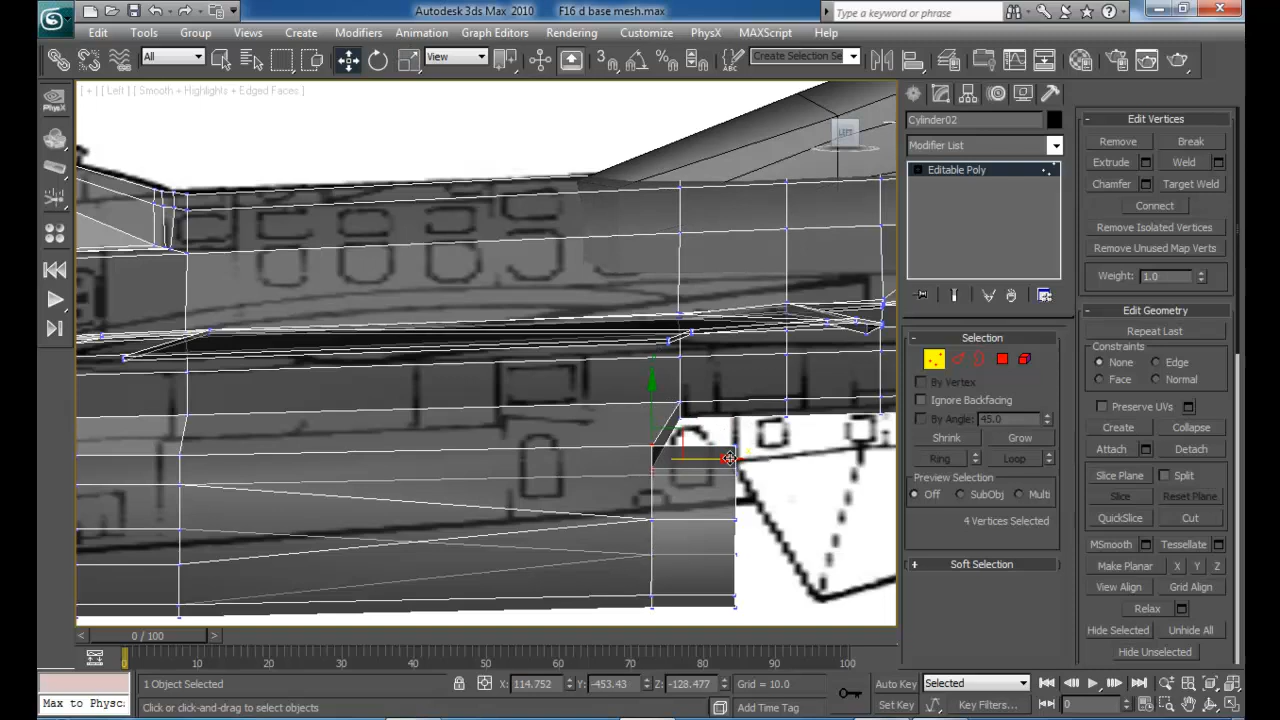 Autodesk 3ds Max 2010 F16 d base mesh.max
Type a keyword or phrase
Edit Tools Group Views Create Modifiers Animation Graph Editors Rendering Customize PhysX MAXScript Help
All View Create Selection Se
[ + ] [ Left ] [ Smooth + Highlights + Edged Faces ]
LEFT
PhysX
Cylinder02
Modifier List
Editable Poly
Selection
By Vertex
Ignore Backfacing
By Angle: 45.0
Shrink Grow
Ring Loop
Preview Selection
Off SubObj Multi
4 Vertices Selected
Soft Selection
Edit Vertices
Remove Break
Extrude Weld
Chamfer Target Weld
Connect
Remove Isolated Vertices
Remove Unused Map Verts
Weight: 1.0
Edit Geometry
Repeat Last
Constraints
None Edge
Face Normal
Preserve UVs
Create Collapse
Attach Detach
Slice Plane Split
Slice Reset Plane
QuickSlice Cut
MSmooth Tessellate
Make Planar X Y Z
View Align Grid Align
Relax
Hide Selected Unhide All
Hide Unselected
< 0 / 100 >
0 10 20 30 40 50 60 70 80 90 100
1 Object Selected X: 114.752 Y: -453.43 Z: -128.477 Grid = 10.0 Auto Key Selected
Max to Physc: Click or click-and-drag to select objects Add Time Tag Set Key Key Filters... 0